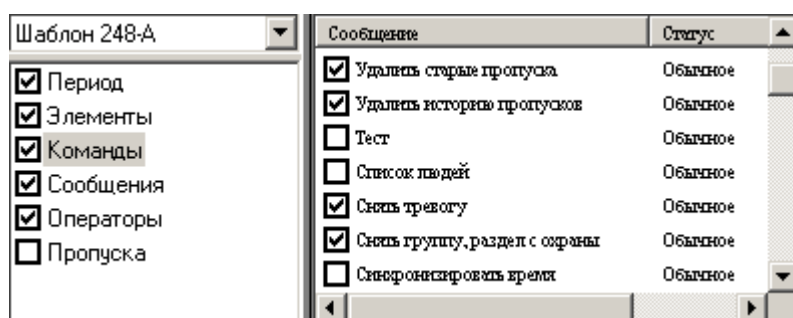 Шаблон 248-А
Период
Элементы
Команды
Сообщения
Операторы
Пропуска
Сообщение Статус
Удалить старые пропуска Обычное
Удалить историю пропусков Обычное
Тест Обычное
Список людей Обычное
Снять тревогу Обычное
Снять группу, раздел с охраны Обычное
Синхронизировать время Обычное